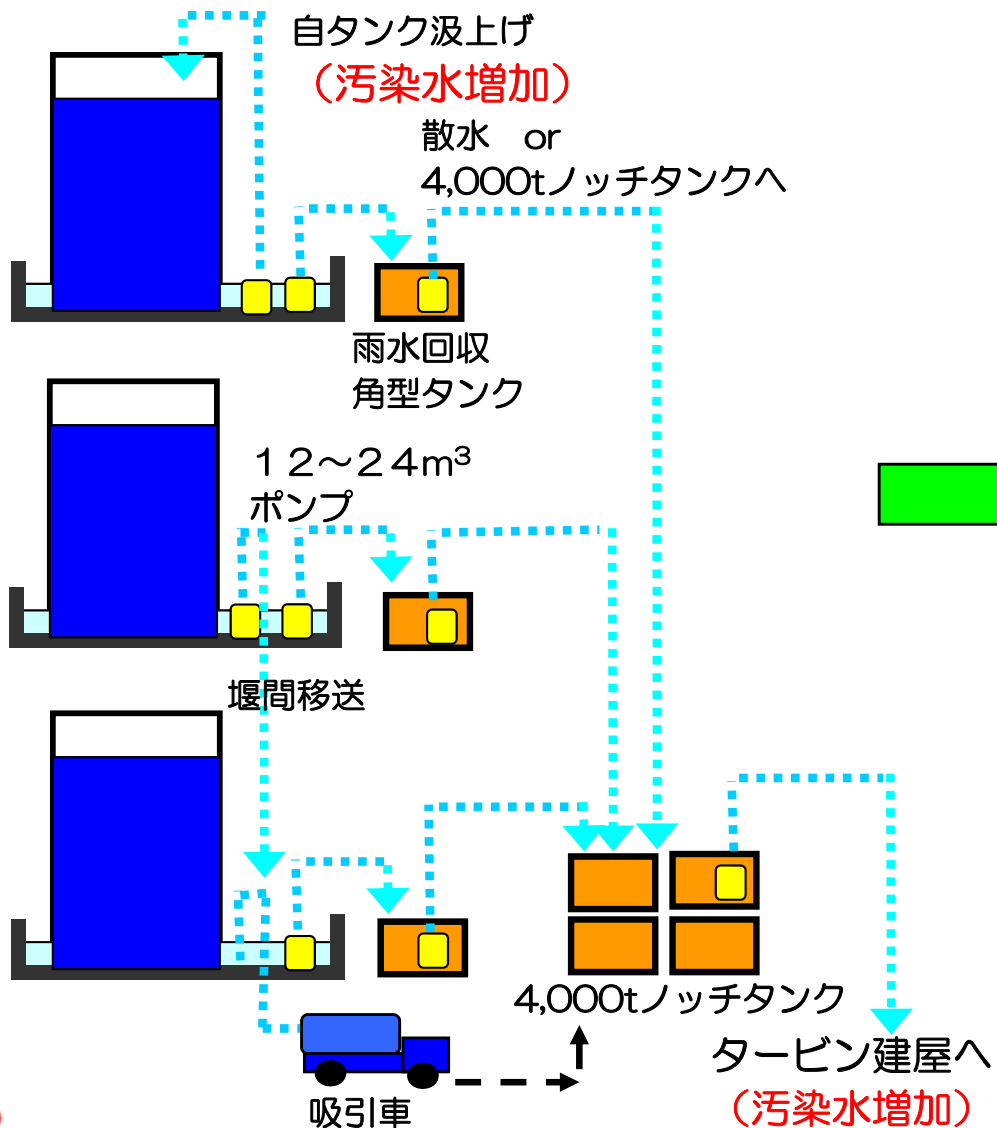 自タンク汲上げ
（汚染水増加）
散水　or
4,000tノッチタンクへ
雨水回収
角型タンク
１２～２４m³
ポンプ
堰間移送
4,000tノッチタンク
タービン建屋へ
（汚染水増加）
吸引車